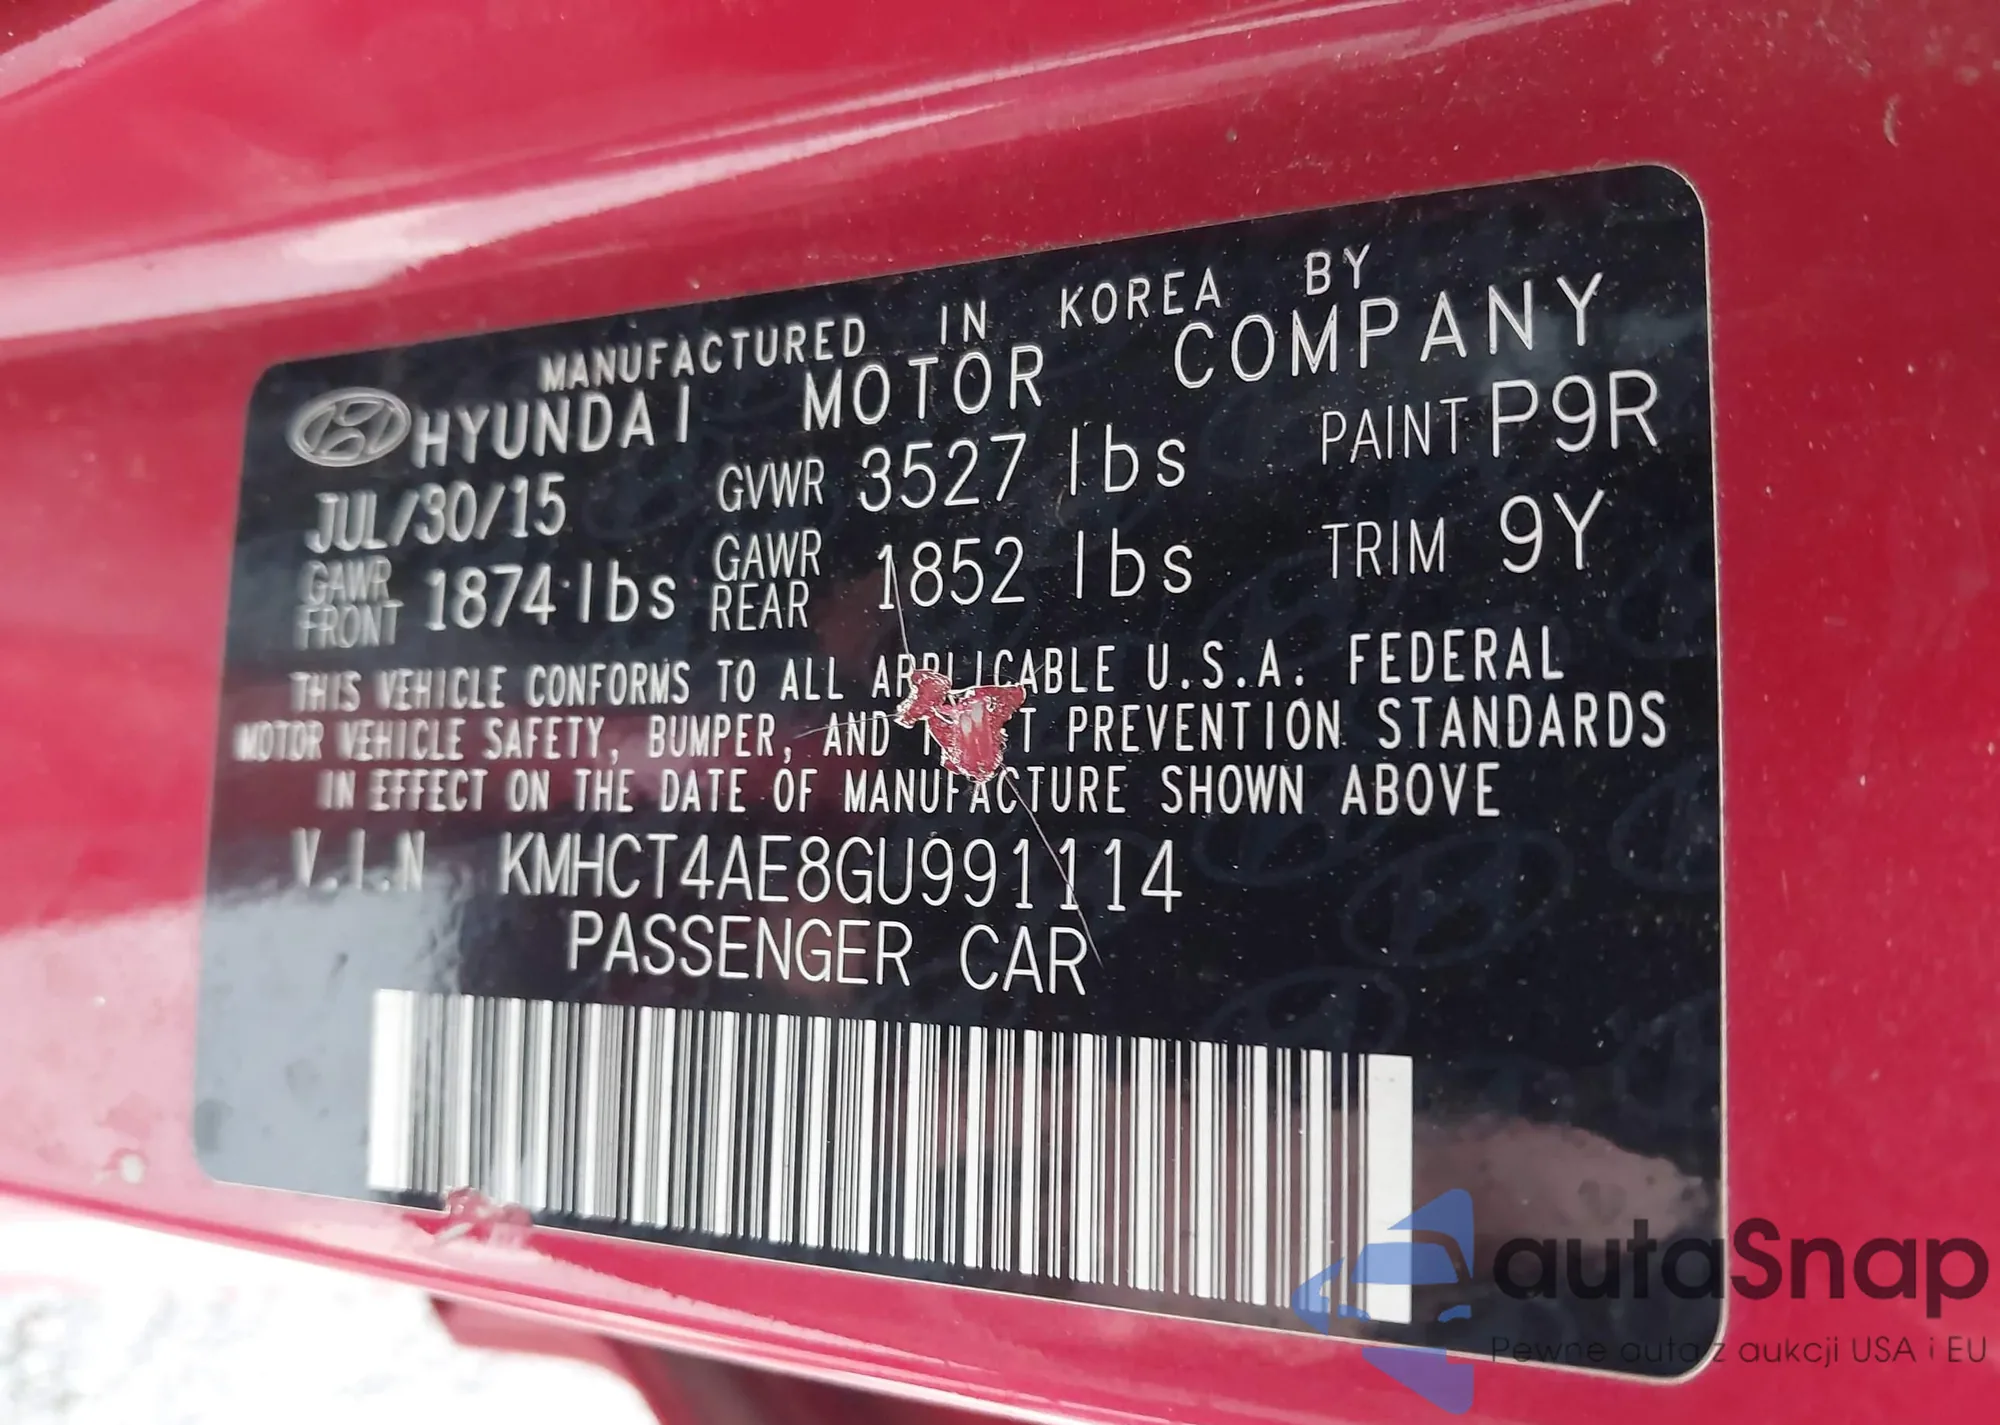 MANUFACTURED IN KOREA BY
HYUNDAI MOTOR COMPANY
JUL/30/15 GVWR 3527 lbs PAINT P9R
GAWR FRONT 1874 lbs GAWR REAR 1852 lbs TRIM 9Y
THIS VEHICLE CONFORMS TO ALL APPLICABLE U.S.A. FEDERAL
MOTOR VEHICLE SAFETY, BUMPER, AND PREVENTION STANDARDS
IN EFFECT ON THE DATE OF MANUFACTURE SHOWN ABOVE
V.I.N KMHCT4AE8GU991114
PASSENGER CAR
autaSnap
Pewne auta z aukcji USA i EU